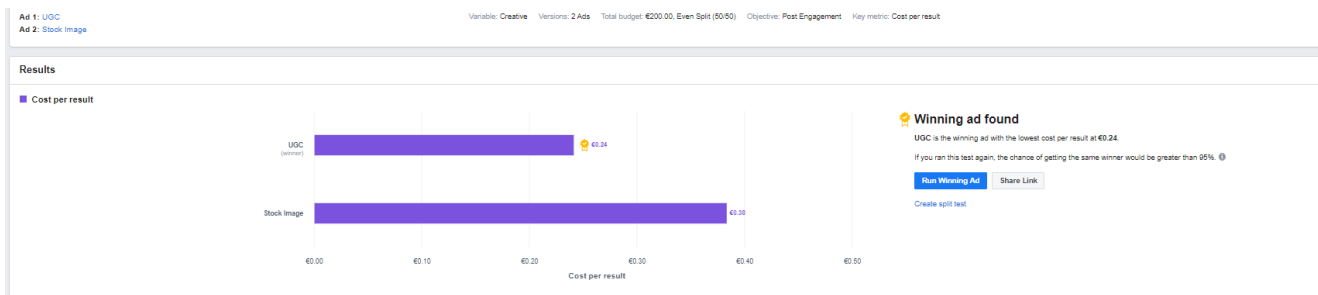 Ad 1: UGC
Ad 2: Stock Image
Variable: Creative Versions: 2 Ads Total budget: €200.00, Even Split (50/50) Objective: Post Engagement Key metric: Cost per result
Results
Cost per result
UGC
(winner)
€0.24
Stock Image
€0.38
€0.00 €0.10 €0.20 €0.30 €0.40 €0.50
Cost per result
Winning ad found
UGC is the winning ad with the lowest cost per result at €0.24.
If you ran this test again, the chance of getting the same winner would be greater than 95%.
Run Winning Ad Share Link
Create split test